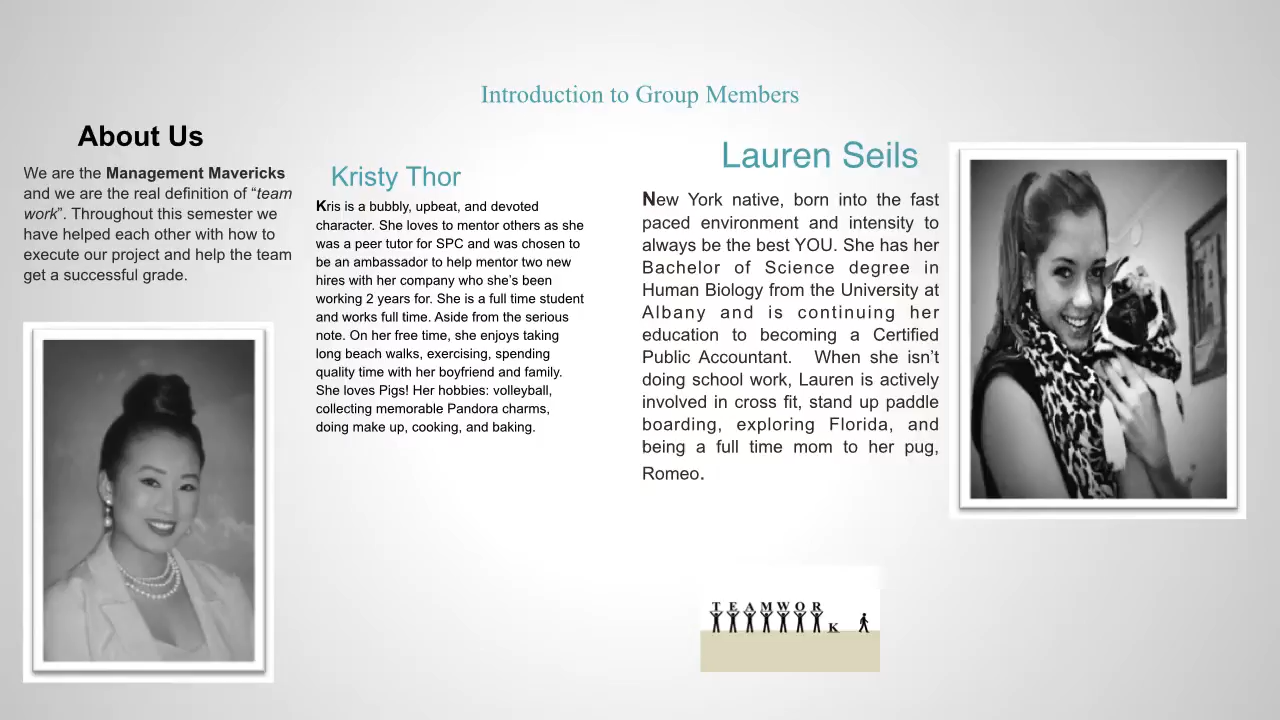 Introduction to Group Members
About Us
We are the Management Mavericks
and we are the real definition of “team
work”. Throughout this semester we
have helped each other with how to
execute our project and help the team
get a successful grade.
Kristy Thor
Kris is a bubbly, upbeat, and devoted
character. She loves to mentor others as she
was a peer tutor for SPC and was chosen to
be an ambassador to help mentor two new
hires with her company who she’s been
working 2 years for. She is a full time student
and works full time. Aside from the serious
note. On her free time, she enjoys taking
long beach walks, exercising, spending
quality time with her boyfriend and family.
She loves Pigs! Her hobbies: volleyball,
collecting memorable Pandora charms,
doing make up, cooking, and baking.
Lauren Seils
New York native, born into the fast
paced environment and intensity to
always be the best YOU. She has her
Bachelor of Science degree in
Human Biology from the University at
Albany and is continuing her
education to becoming a Certified
Public Accountant. When she isn’t
doing school work, Lauren is actively
involved in cross fit, stand up paddle
boarding, exploring Florida, and
being a full time mom to her pug,
Romeo.
TEAMWORK